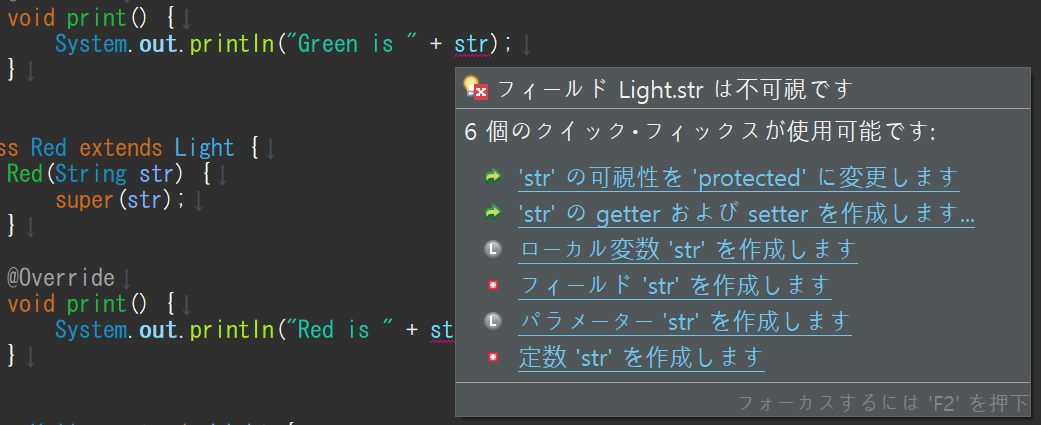 void print() {↓
System.out.println("Green is " + str);↓
}↓
フィールド Light.str は不可視です
6 個のクイック・フィックスが使用可能です:
ss Red extends Light {↓
Red(String str) {↓
super(str);↓
}↓
'str' の可視性を 'protected' に変更します
'str' の getter および setter を作成します...
ローカル変数 'str' を作成します
フィールド 'str' を作成します
パラメーター 'str' を作成します
定数 'str' を作成します
@Override↓
void print() {↓
System.out.println("Red is " + st
}↓
フォーカスするには 'F2' を押下